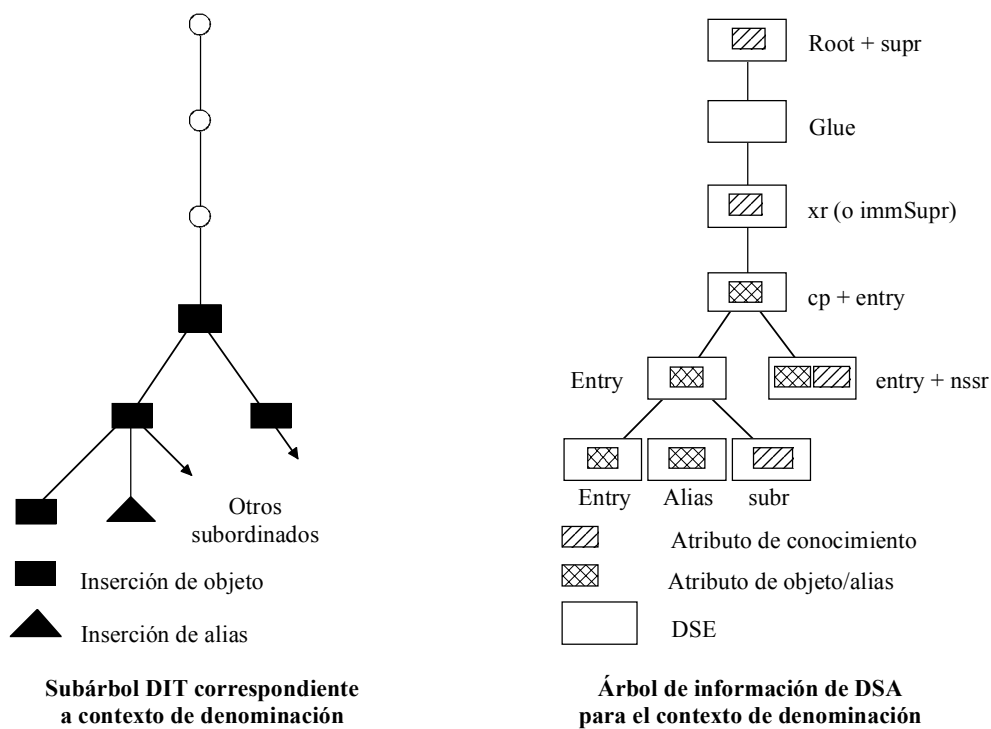 Root + supr
Glue
xr (o immSupr)
cp + entry
Entry
entry + nssr
Entry
Alias
subr
Otros
subordinados
Inserción de objeto
Inserción de alias
Atributo de conocimiento
Atributo de objeto/alias
DSE
Subárbol DIT correspondiente
a contexto de denominación
Árbol de información de DSA
para el contexto de denominación